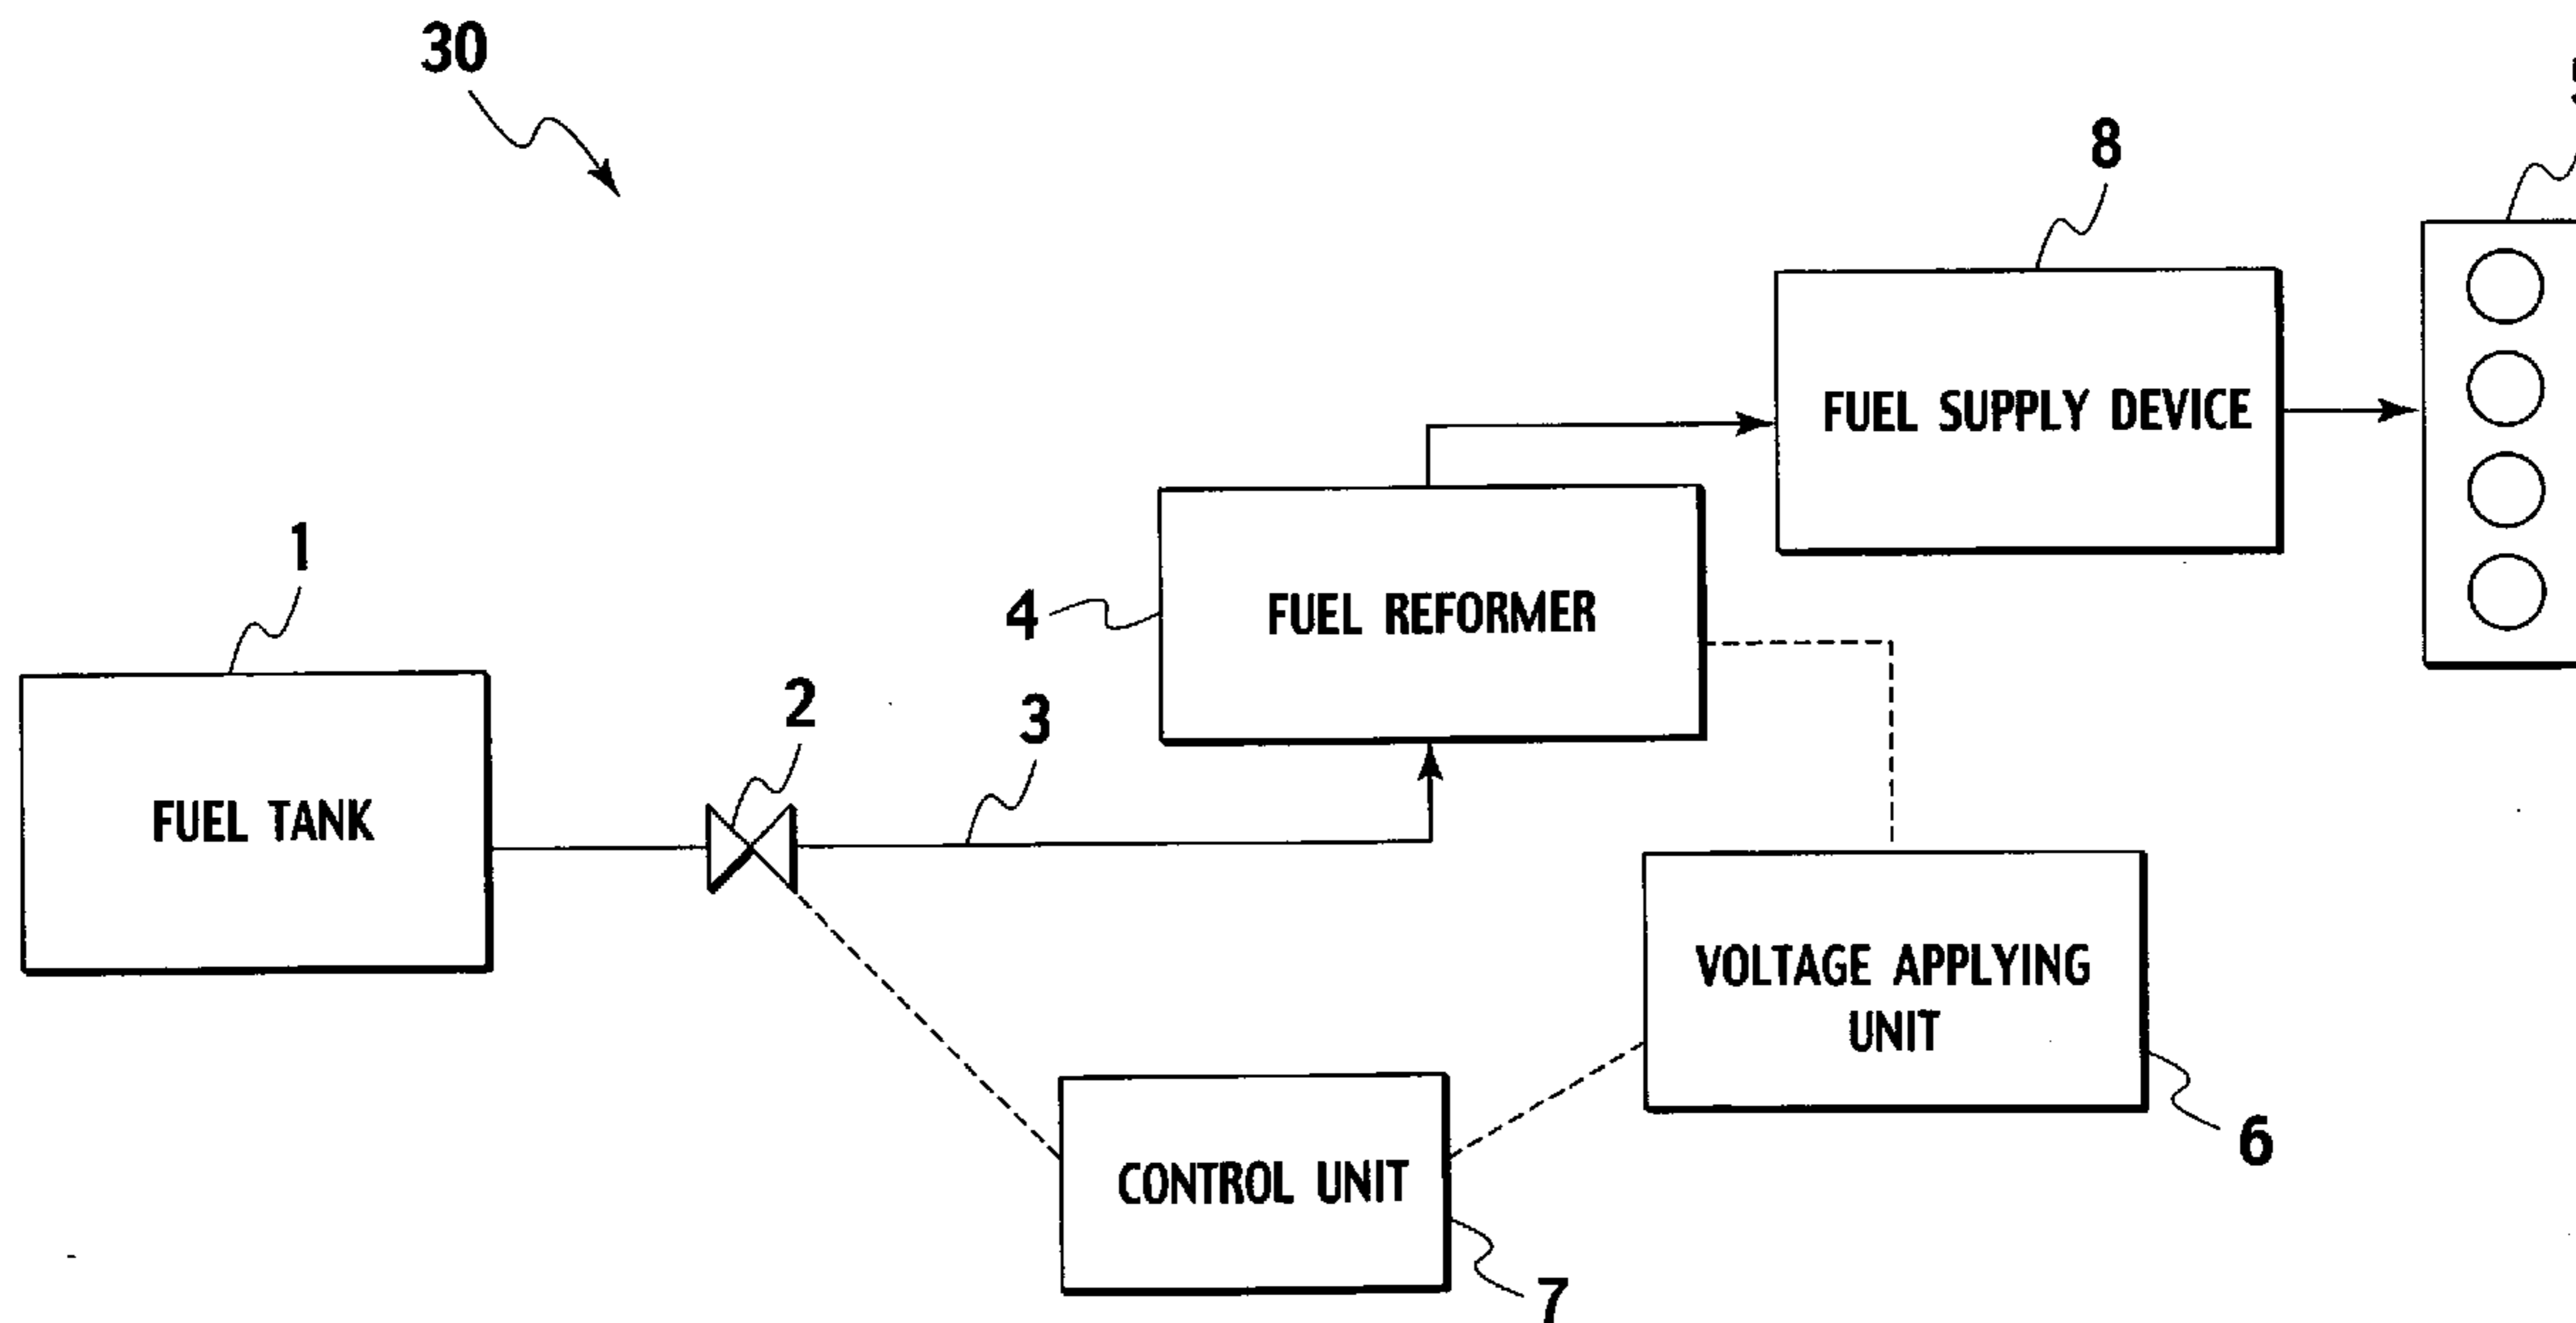 30
8
1
FUEL SUPPLY DEVICE
4
FUEL REFORMER
2
3
FUEL TANK
VOLTAGE APPLYING
UNIT
6
CONTROL UNIT
7